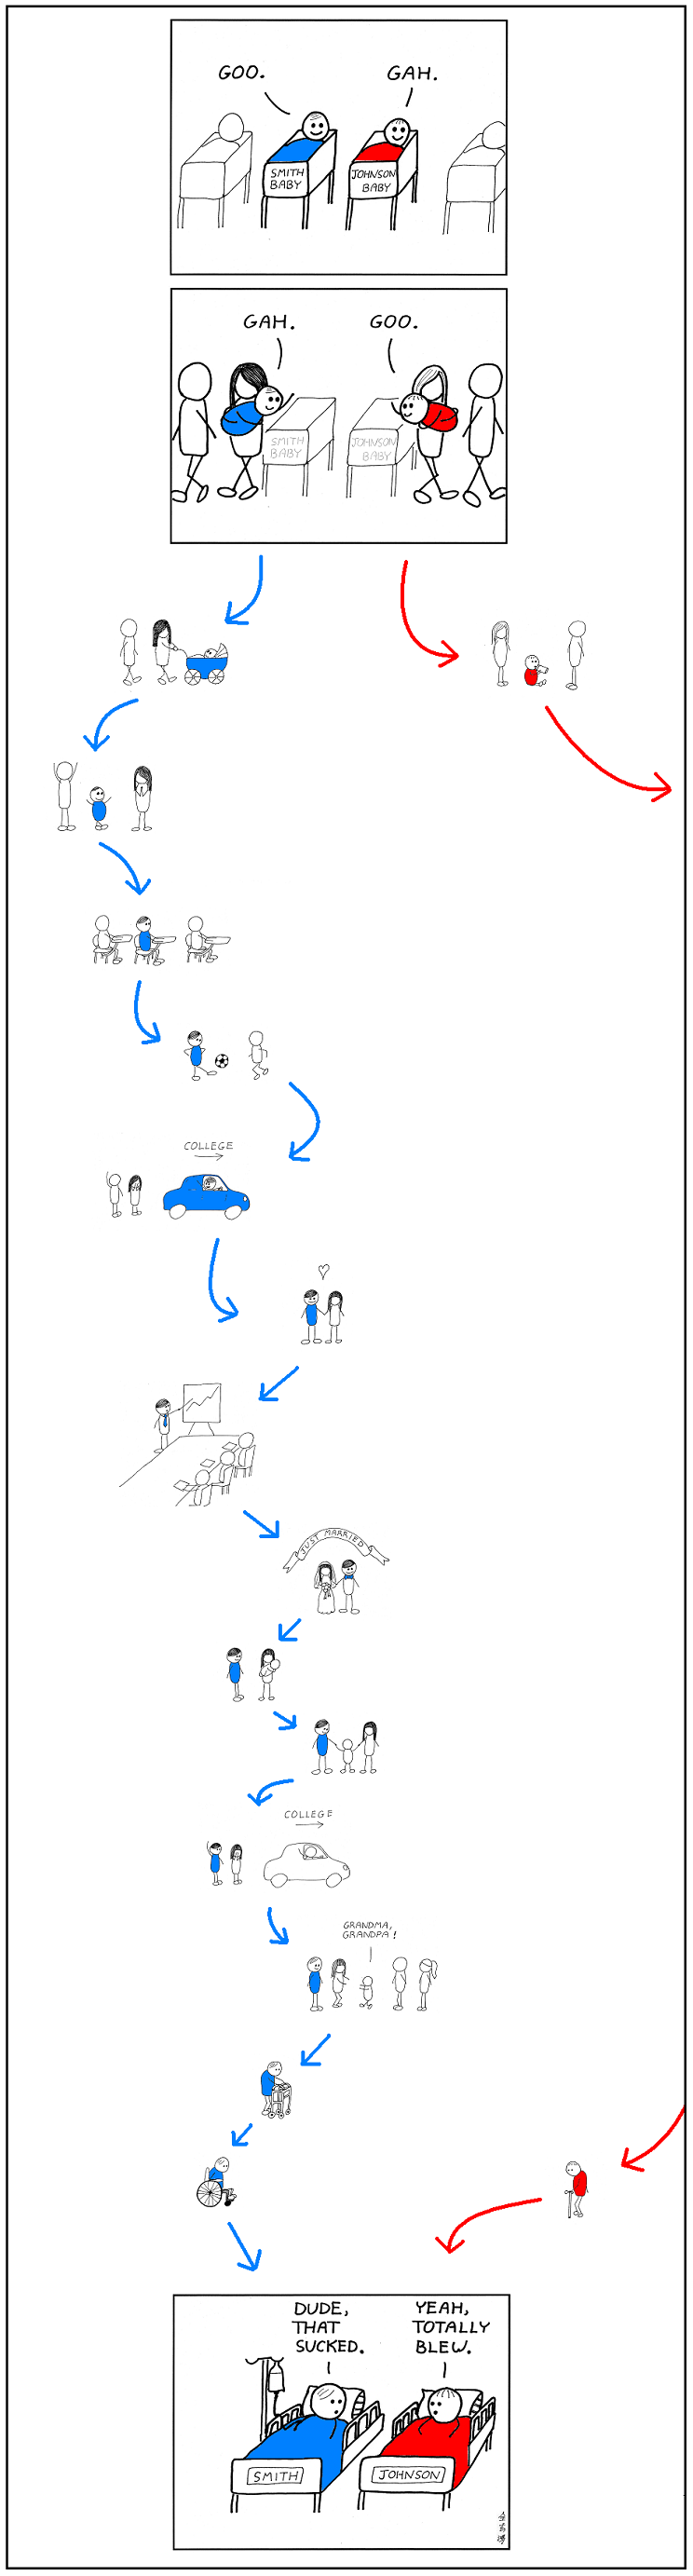 GOO.
GAH.
SMITH
BABY
JOHNSON
BABY
GAH.
GOO.
SMITH
BABY
JOHNSON
BABY
COLLEGE
JUST MARRIED
COLLEGE
GRANDMA,
GRANDPA!
DUDE,
THAT
SUCKED.
YEAH,
TOTALLY
BLEW.
SMITH
JOHNSON